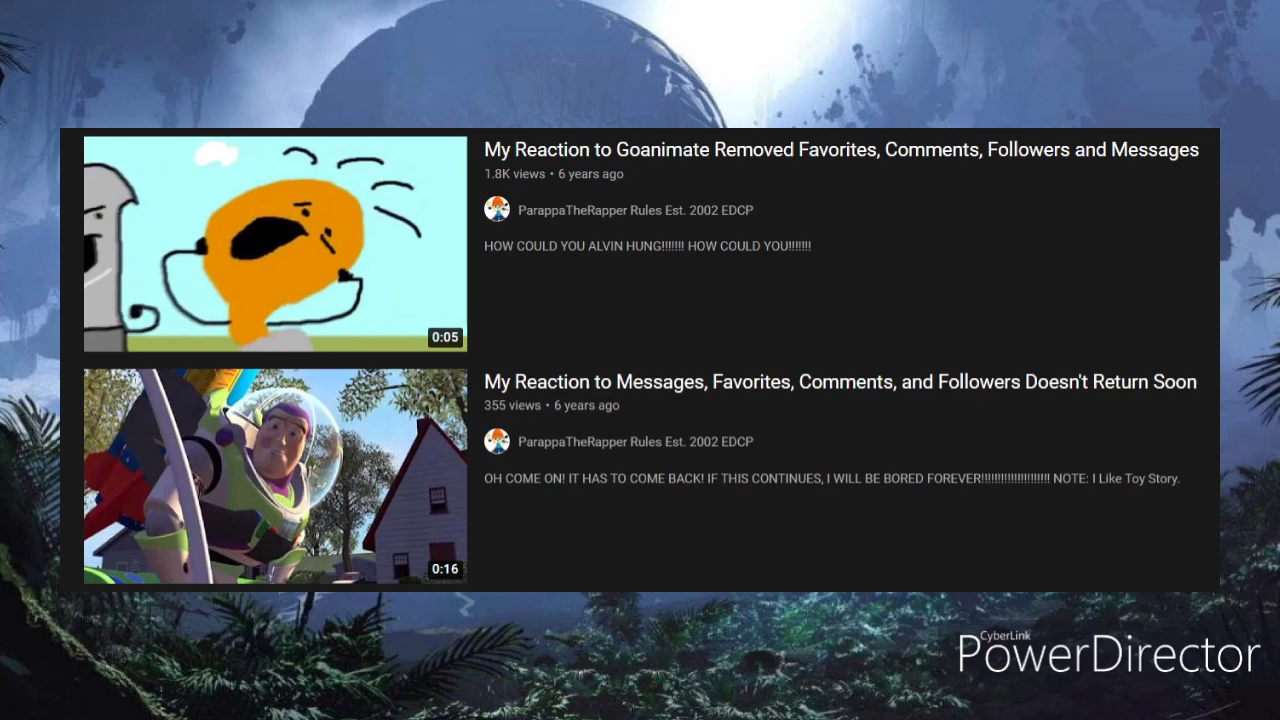 My Reaction to Goanimate Removed Favorites, Comments, Followers and Messages
1.8K views • 6 years ago
ParappaTheRapper Rules Est. 2002 EDCP
HOW COULD YOU ALVIN HUNG!!!!!!! HOW COULD YOU!!!!!!!
0:05
My Reaction to Messages, Favorites, Comments, and Followers Doesn't Return Soon
355 views • 6 years ago
ParappaTheRapper Rules Est. 2002 EDCP
OH COME ON! IT HAS TO COME BACK! IF THIS CONTINUES, I WILL BE BORED FOREVER!!!!!!!!!!!!!!!!!!!!! NOTE: I Like Toy Story.
0:16
CyberLink
PowerDirector